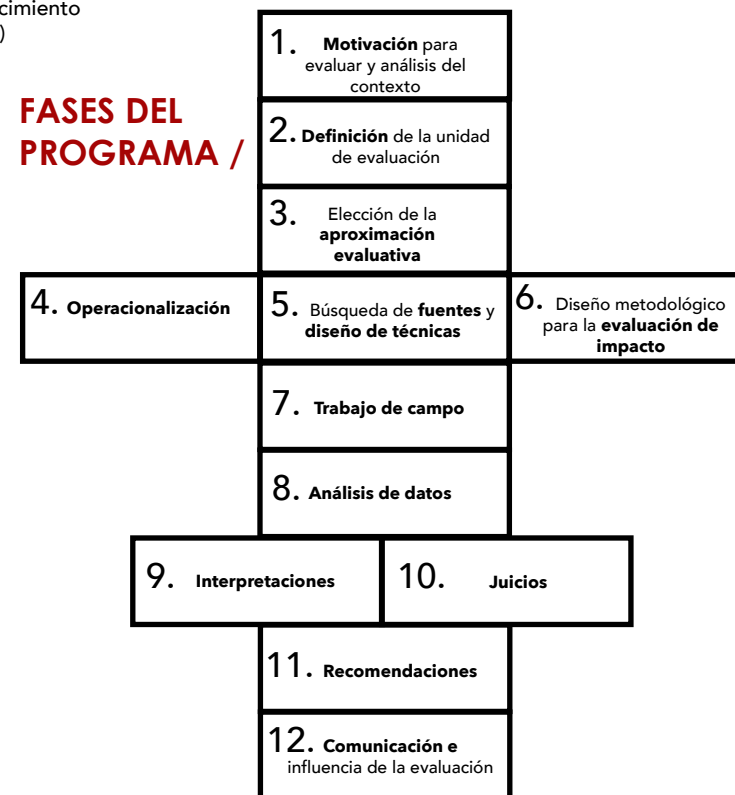 cimiento
)
FASES DEL
PROGRAMA /
1. Motivación para
evaluar y análisis del
contexto
2. Definición de la unidad
de evaluación
3. Elección de la
aproximación
evaluativa
4. Operacionalización
5. Búsqueda de fuentes y
diseño de técnicas
6. Diseño metodológico
para la evaluación de
impacto
7. Trabajo de campo
8. Análisis de datos
9. Interpretaciones
10. Juicios
11. Recomendaciones
12. Comunicación e
influencia de la evaluación